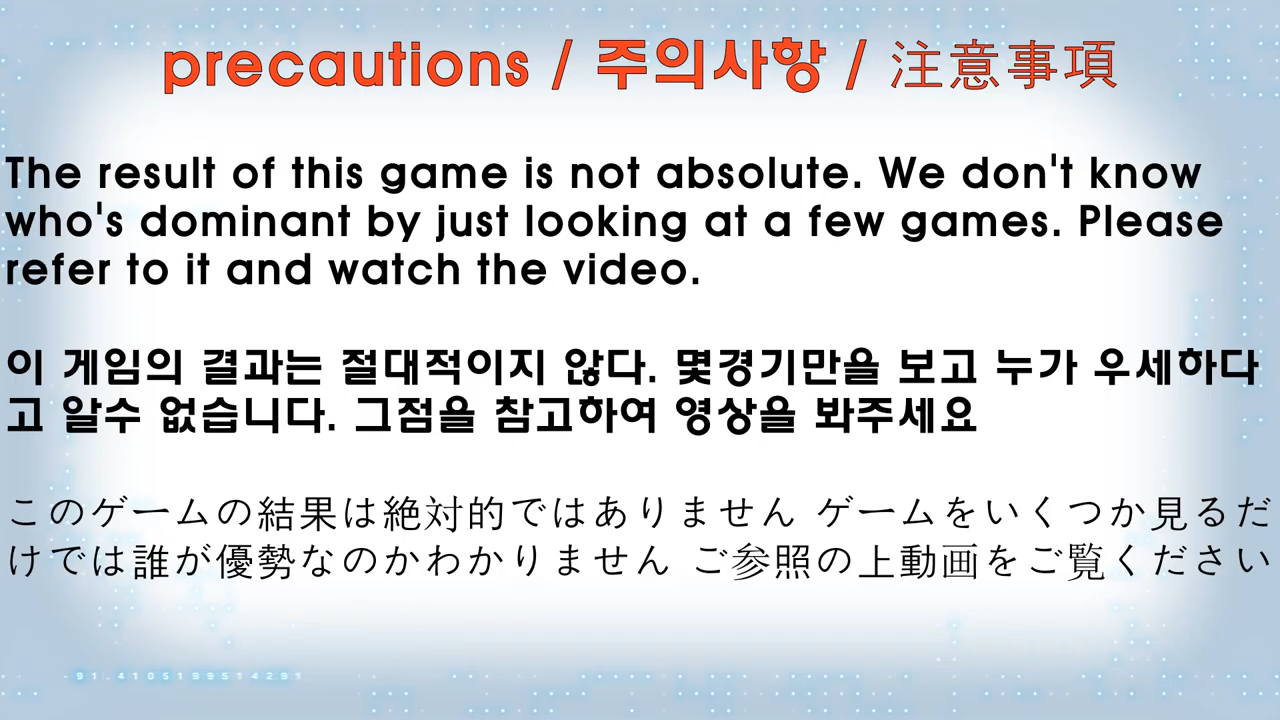 precautions / 주의사항 / 注意事項
The result of this game is not absolute. We don't know
who's dominant by just looking at a few games. Please
refer to it and watch the video.
이 게임의 결과는 절대적이지 않다. 몇경기만을 보고 누가 우세하다
고 알수 없습니다. 그점을 참고하여 영상을 봐주세요
このゲームの結果は絶対的ではありません ゲームをいくつか見るだ
けでは誰が優勢なのかわかりません ご参照の上動画をご覧ください
-91.4105199514291